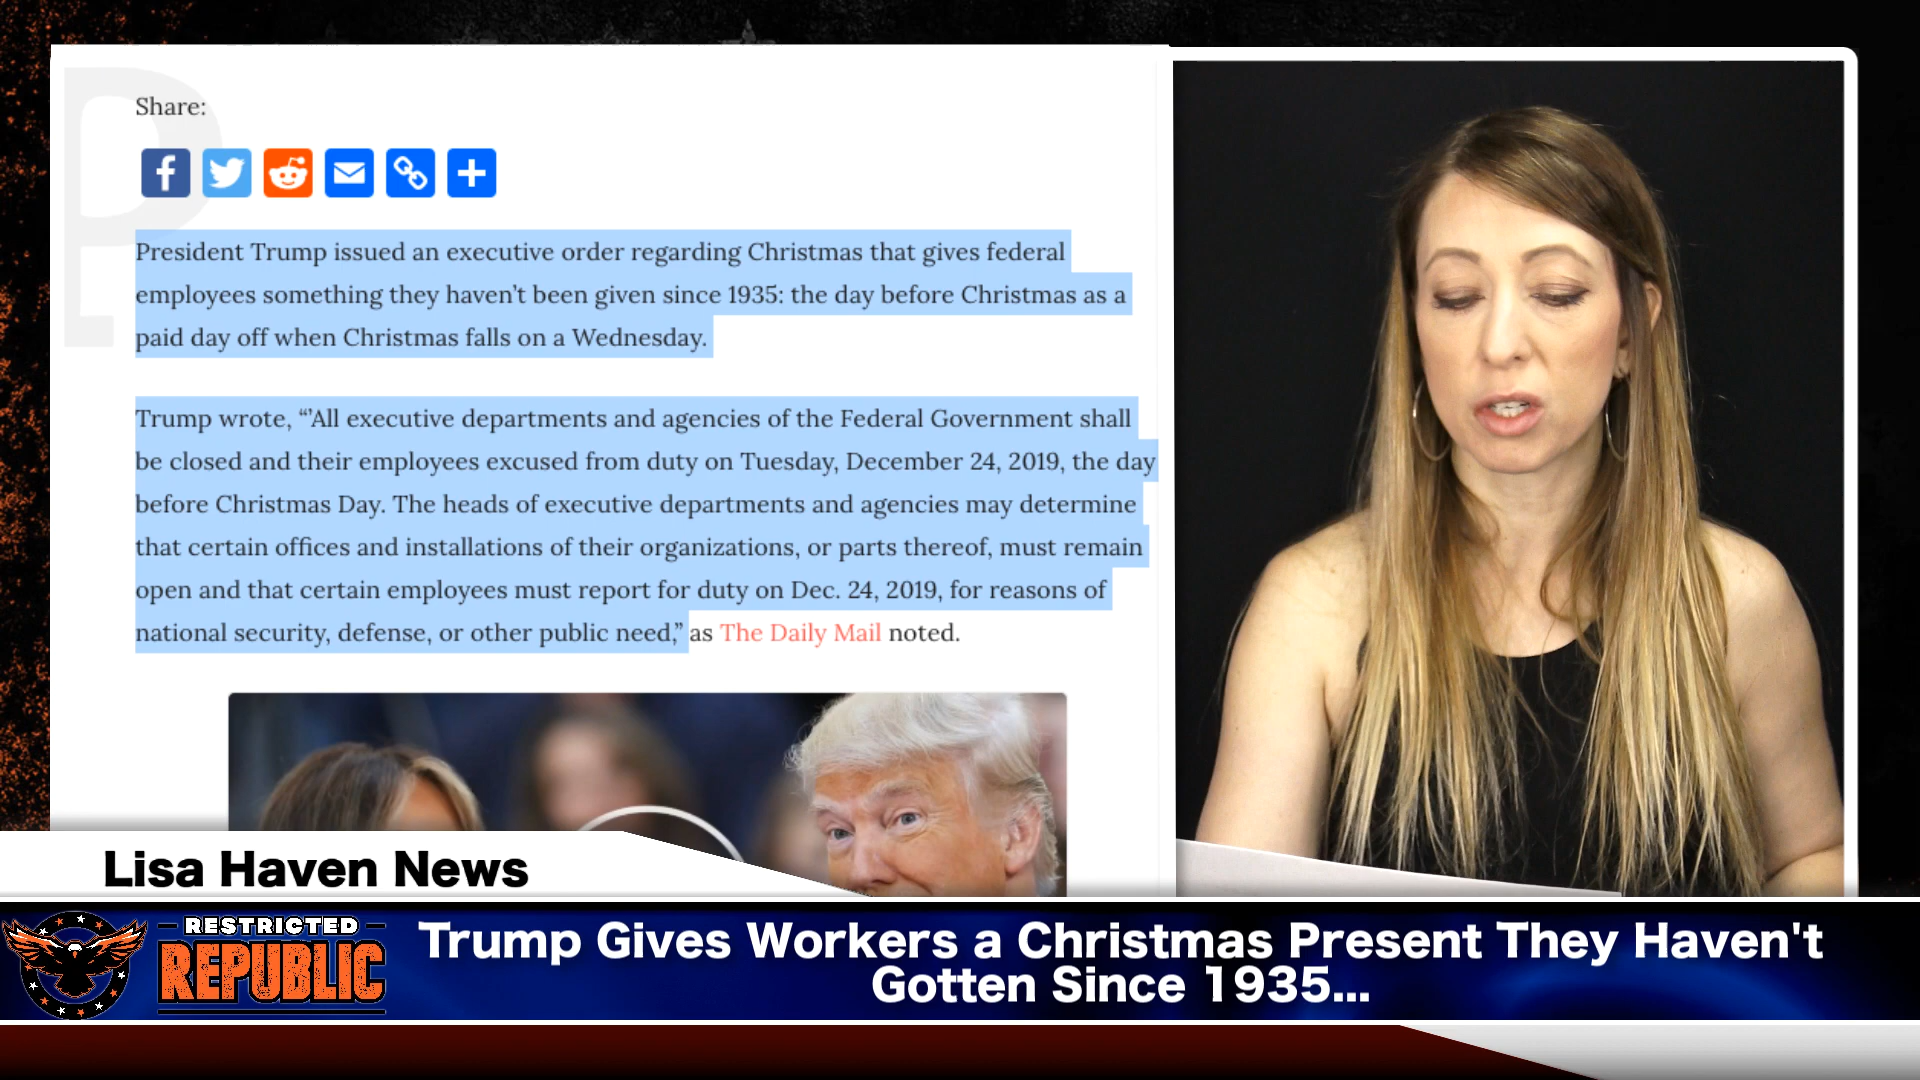 Share:
President Trump issued an executive order regarding Christmas that gives federal
employees something they haven’t been given since 1935: the day before Christmas as a
paid day off when Christmas falls on a Wednesday.
Trump wrote, “’All executive departments and agencies of the Federal Government shall
be closed and their employees excused from duty on Tuesday, December 24, 2019, the day
before Christmas Day. The heads of executive departments and agencies may determine
that certain offices and installations of their organizations, or parts thereof, must remain
open and that certain employees must report for duty on Dec. 24, 2019, for reasons of
national security, defense, or other public need,” as The Daily Mail noted.
Lisa Haven News
RESTRICTED
REPUBLIC
Trump Gives Workers a Christmas Present They Haven't
Gotten Since 1935...